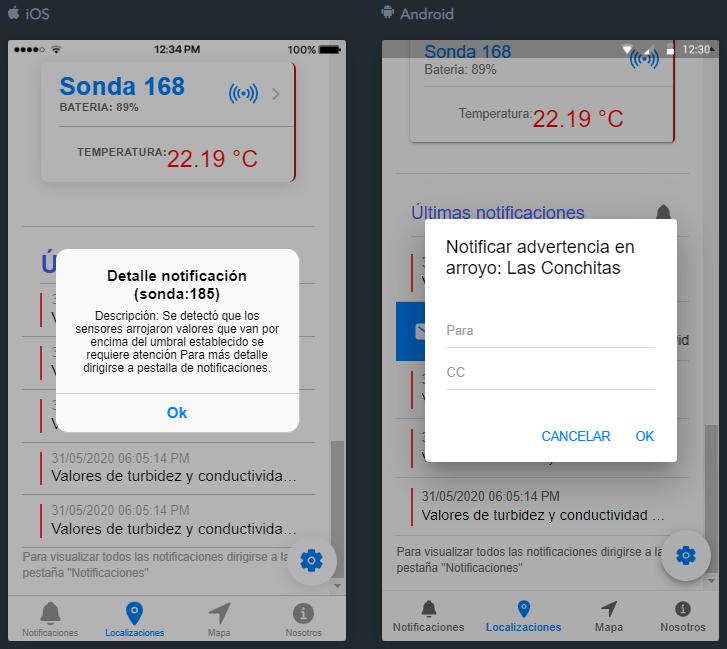 iOS
12:34 PM
100%
Sonda 168
BATERIA: 89%
TEMPERATURA:22.19 °C
Ú
31/
V
Detalle notificación
(sonda:185)
Descripción: Se detectó que los
sensores arrojaron valores que van por
encima del umbral establecido se
requiere atención Para más detalle
dirigirse a pestalla de notificaciones.
Ok
31/05/2020 06:05:14 PM
Valores de turbidez y conductivida...
31/05/2020 06:05:14 PM
Valores de turbidez y conductivida...
Para visualizar todos las notificaciones dirigirse a la
pestaña "Notificaciones"
Notificaciones
Localizaciones
Mapa
Nosotros
Android
12:30
Sonda 168
Bateria: 89%
Temperatura:22.19 °C
Últimas notificaciones
Notificar advertencia en
arroyo: Las Conchitas
Para
CC
CANCELAR
OK
vid
31/05/2020 06:05:14 PM
Valores de turbidez y conductividad ...
Para visualizar todos las notificaciones dirigirse a la
pestaña "Notificaciones"
Notificaciones
Localizaciones
Mapa
Nosotros